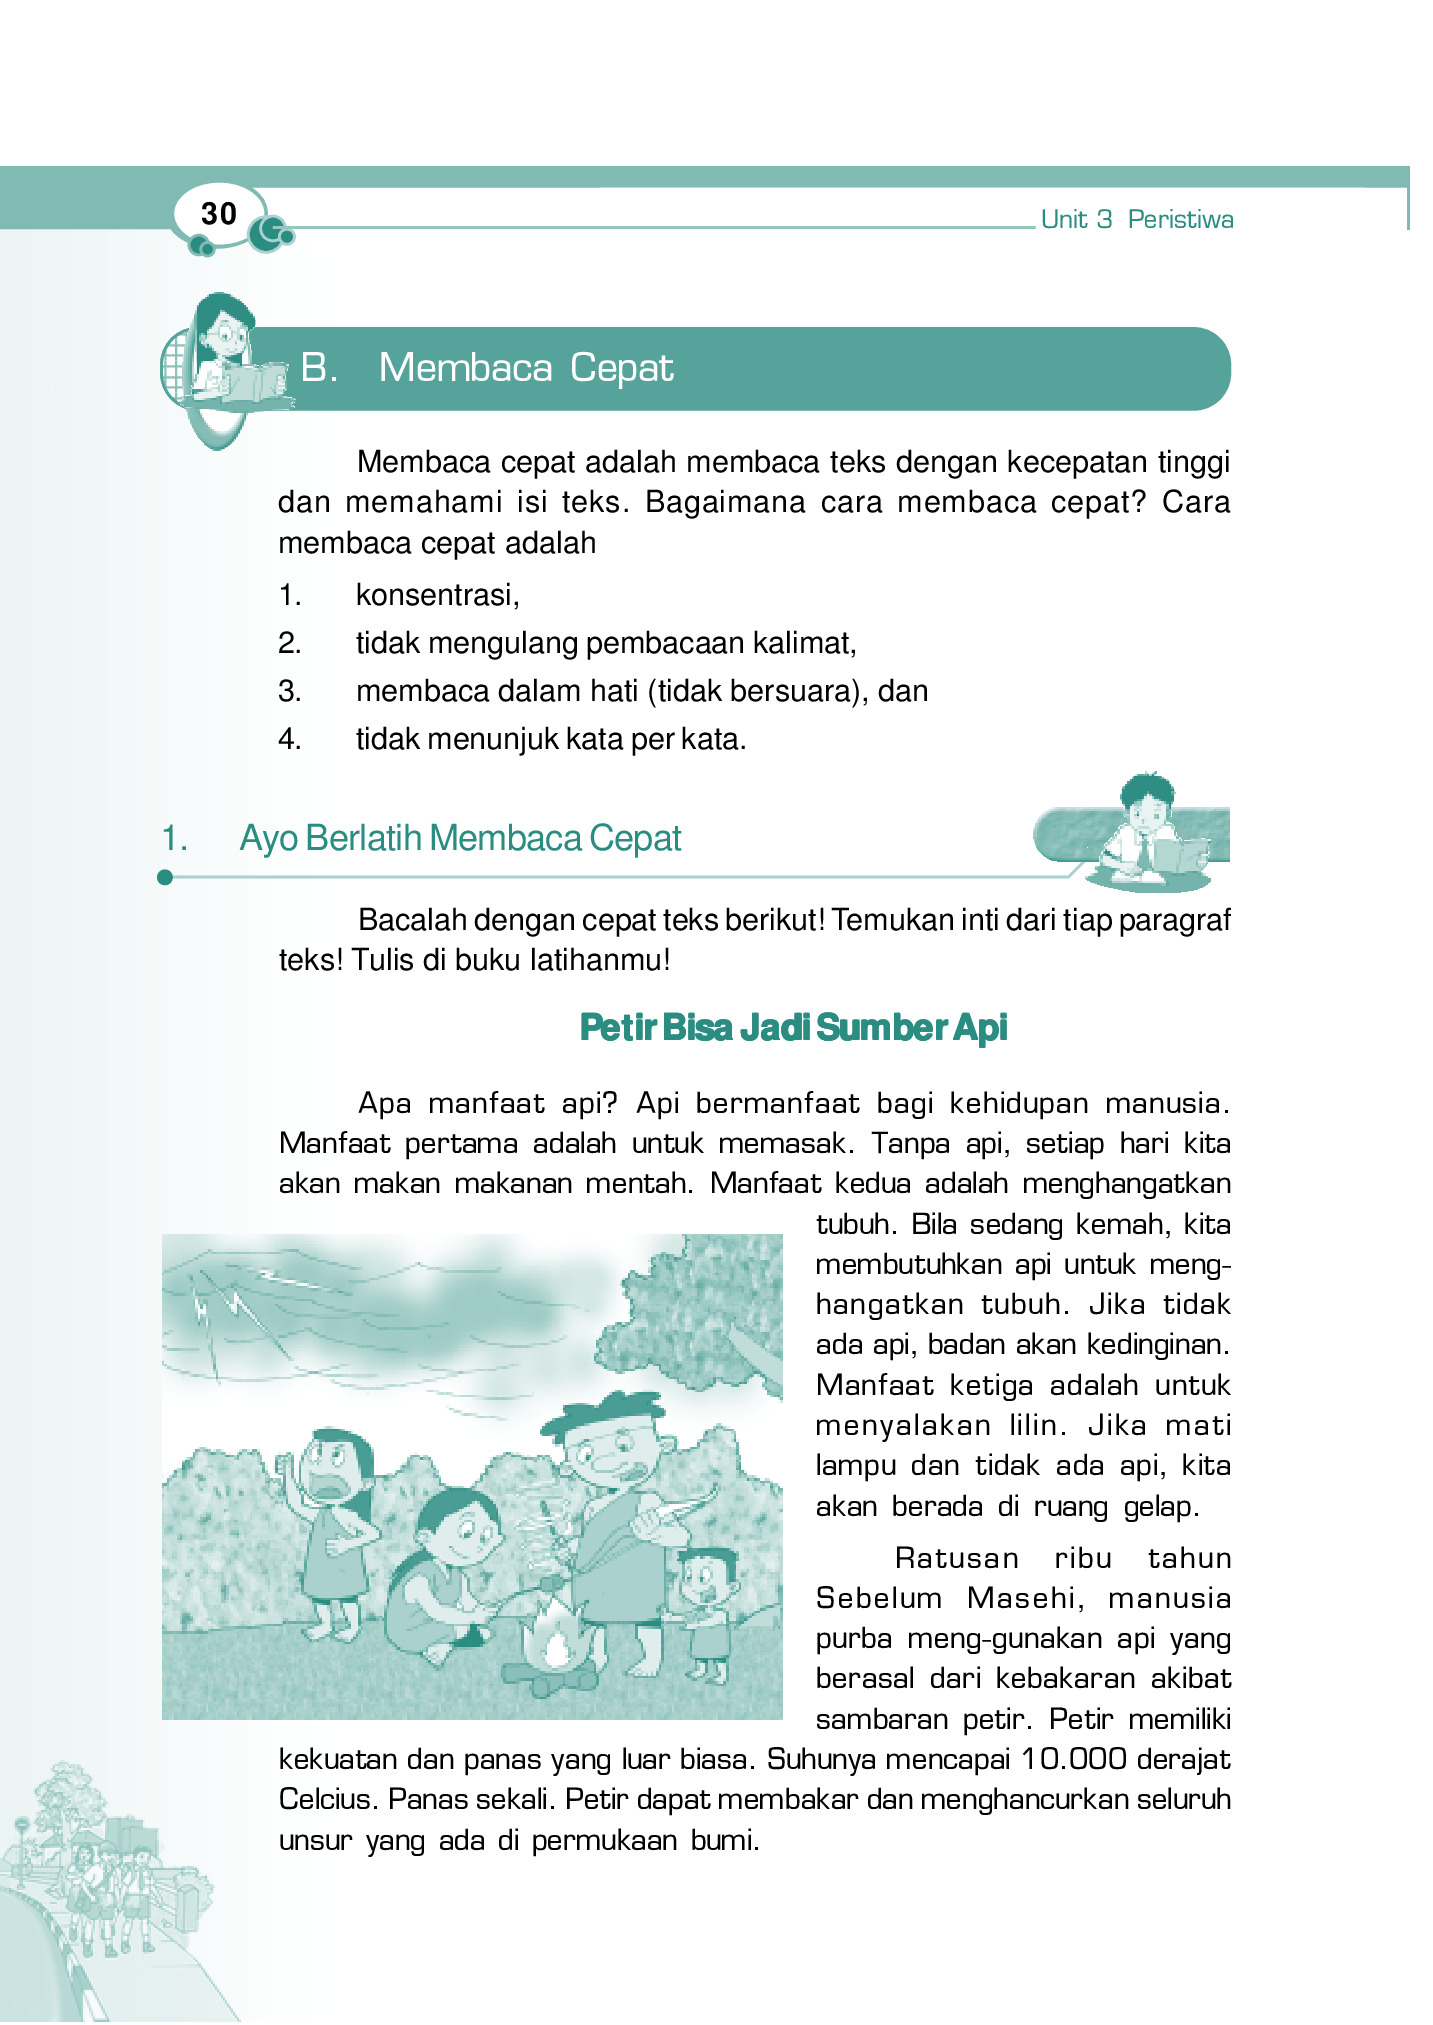 30
Unit 3 Peristiwa
B. Membaca Cepat
Membaca cepat adalah membaca teks dengan kecepatan tinggi
dan memahami isi teks. Bagaimana cara membaca cepat? Cara
membaca cepat adalah
1. konsentrasi,
2. tidak mengulang pembacaan kalimat,
3. membaca dalam hati (tidak bersuara), dan
4. tidak menunjuk kata per kata.
1. Ayo Berlatih Membaca Cepat
Bacalah dengan cepat teks berikut! Temukan inti dari tiap paragraf
teks! Tulis di buku latihanmu!
Petir Bisa Jadi Sumber Api
Apa manfaat api? Api bermanfaat bagi kehidupan manusia.
Manfaat pertama adalah untuk memasak. Tanpa api, setiap hari kita
akan makan makanan mentah. Manfaat kedua adalah menghangatkan
tubuh. Bila sedang kemah, kita
membutuhkan api untuk meng-
hangatkan tubuh. Jika tidak
ada api, badan akan kedinginan.
Manfaat ketiga adalah untuk
menyalakan lilin. Jika mati
lampu dan tidak ada api, kita
akan berada di ruang gelap.
Ratusan ribu tahun
Sebelum Masehi, manusia
purba meng-gunakan api yang
berasal dari kebakaran akibat
sambaran petir. Petir memiliki
kekuatan dan panas yang luar biasa. Suhunya mencapai 10.000 derajat
Celcius. Panas sekali. Petir dapat membakar dan menghancurkan seluruh
unsur yang ada di permukaan bumi.